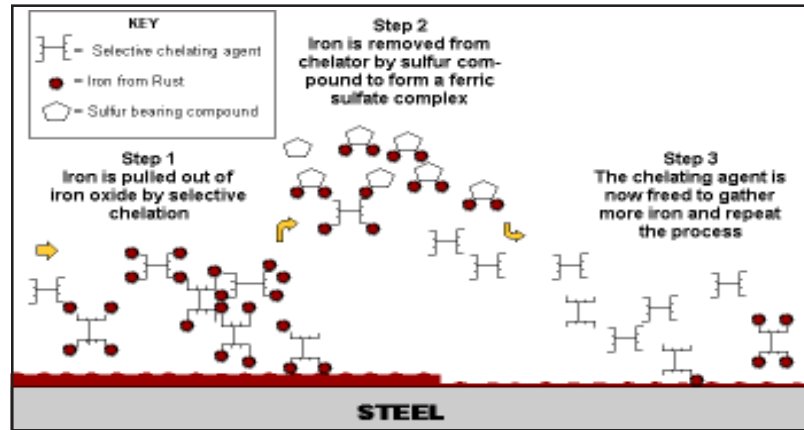 KEY
= Selective chelating agent
= Iron from Rust
= Sulfur bearing compound
Step 1
Iron is pulled out of
iron oxide by selective
chelation
Step 2
Iron is removed from
chelator by sulfur com-
pound to form a ferric
sulfate complex
Step 3
The chelating agent is
now freed to gather
more iron and repeat
the process
STEEL